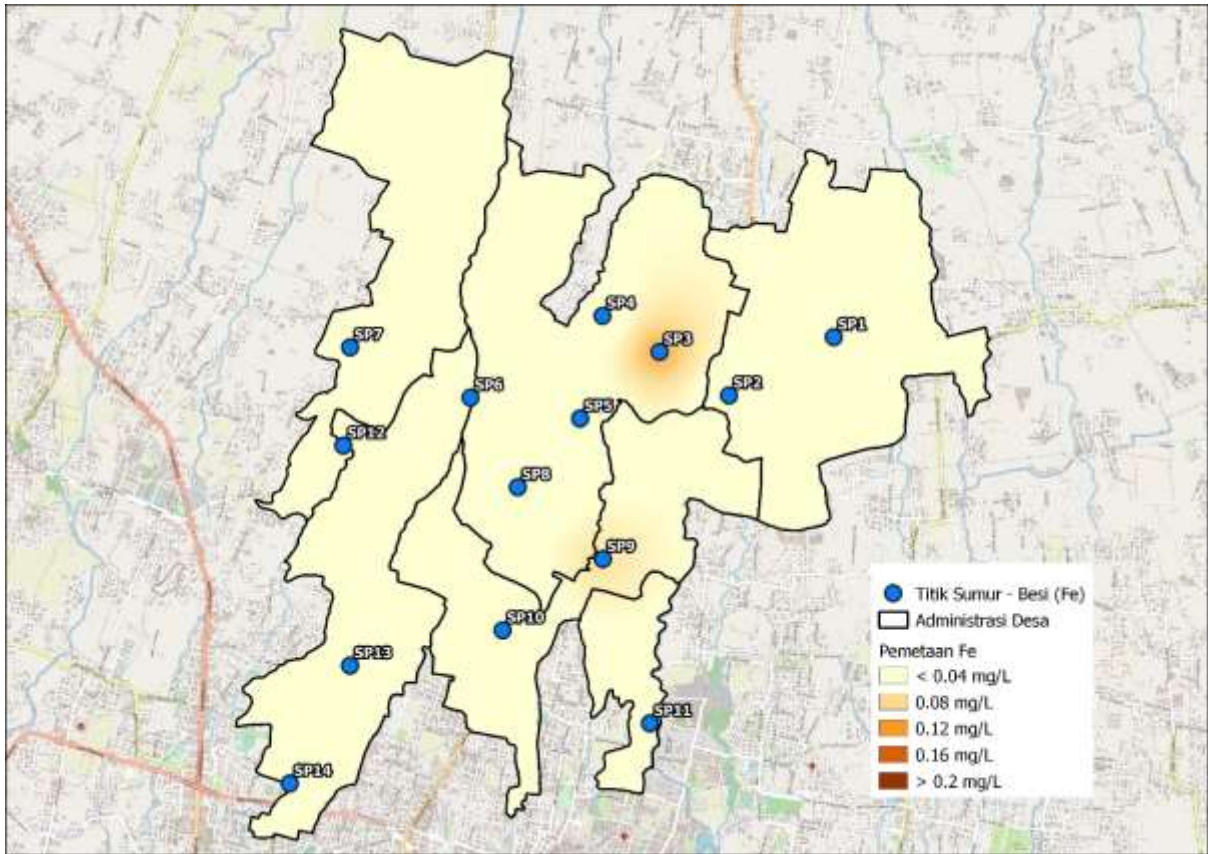 SP4
SP1
SP3
SP7
SP2
SP6
SP5
SP12
SP8
SP9
SP10
SP13
SP11
SP14
Titik Sumur - Besi (Fe)
Administrasi Desa
Pemetaan Fe
< 0.04 mg/L
0.08 mg/L
0.12 mg/L
0.16 mg/L
> 0.2 mg/L